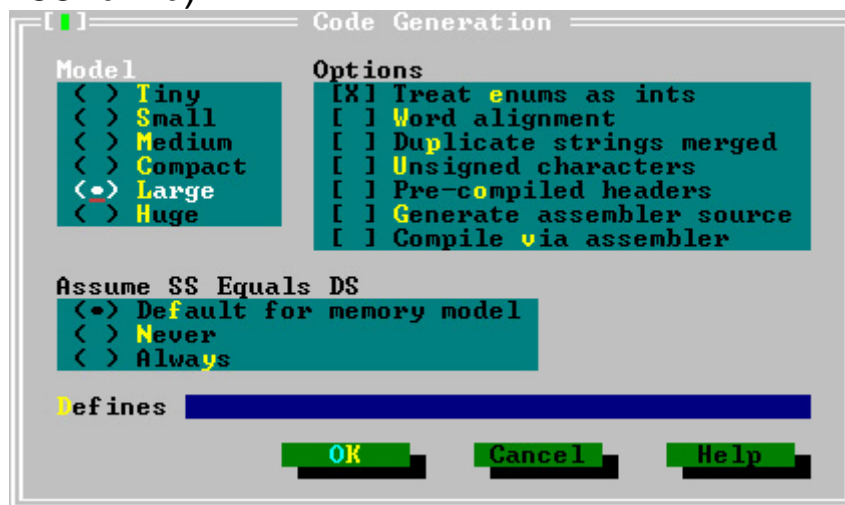 [ ] Code Generation
Model
( ) Tiny
( ) Small
( ) Medium
( ) Compact
(•) Large
( ) Huge
Options
[X] Treat enums as ints
[ ] Word alignment
[ ] Duplicate strings merged
[ ] Unsigned characters
[ ] Pre-compiled headers
[ ] Generate assembler source
[ ] Compile via assembler
Assume SS Equals DS
(•) Default for memory model
( ) Never
( ) Always
Defines
OK Cancel Help